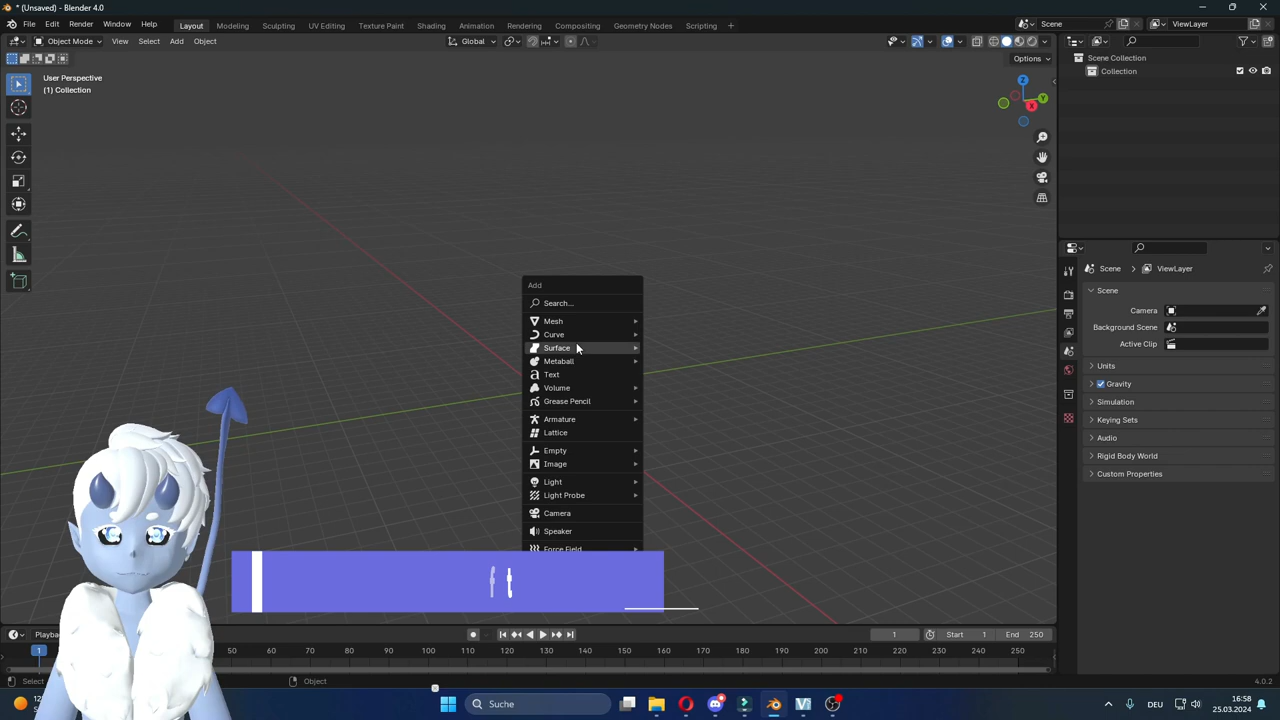 * (Unsaved) - Blender 4.0
File Edit Render Window Help Layout Modeling Sculpting UV Editing Texture Paint Shading Animation Rendering Compositing Geometry Nodes Scripting + Scene ViewLayer
Object Mode View Select Add Object Global
Options
User Perspective
(1) Collection
Z
Y
X
Scene Collection
Collection
Scene > ViewLayer
Scene
Camera
Background Scene
Active Clip
Units
Gravity
Simulation
Keying Sets
Audio
Rigid Body World
Custom Properties
Add
Search...
Mesh
Curve
Surface
Metaball
Text
Volume
Grease Pencil
Armature
Lattice
Empty
Image
Light
Light Probe
Camera
Speaker
Force Field
1 Start 1 End 250
1 50 60 70 80 90 100 110 120 130 140 150 160 170 180 190 200 210 220 230 240 250
Select Object 4.0.2
Suche
DEU
16:58
25.03.2024